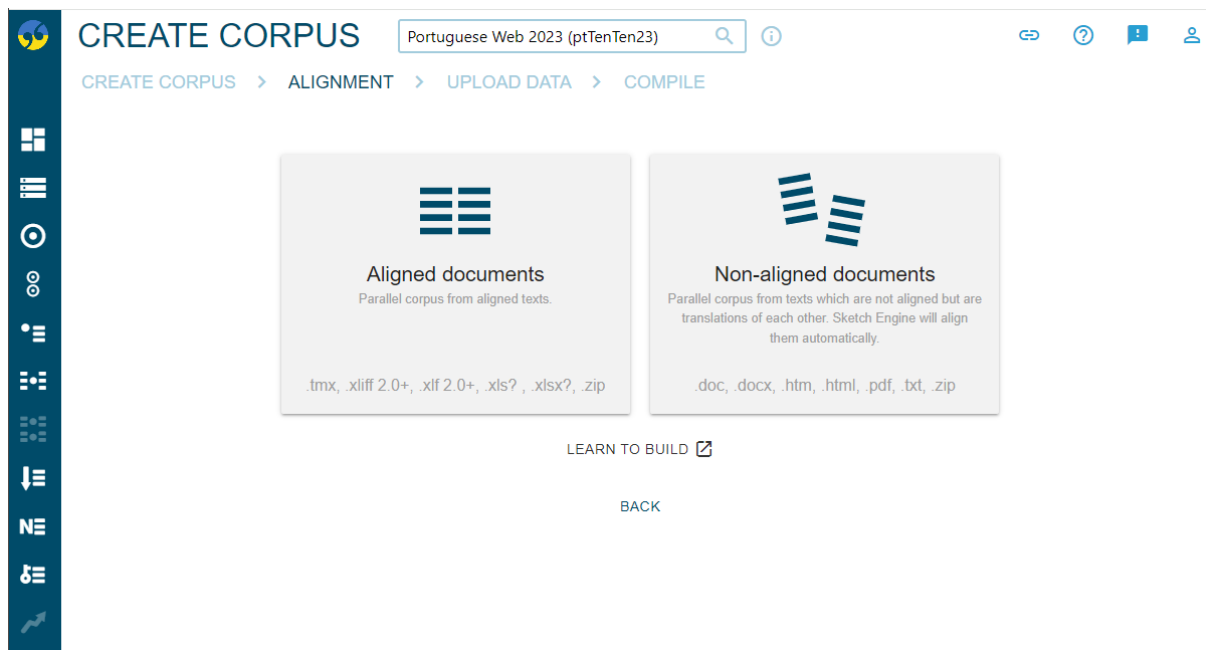 CREATE CORPUS
Portuguese Web 2023 (ptTenTen23)
CREATE CORPUS > ALIGNMENT > UPLOAD DATA > COMPILE
Aligned documents
Parallel corpus from aligned texts.
.tmx, .xliff 2.0+, .xlf 2.0+, .xls? , .xlsx?, .zip
Non-aligned documents
Parallel corpus from texts which are not aligned but are
translations of each other. Sketch Engine will align
them automatically.
.doc, .docx, .htm, .html, .pdf, .txt, .zip
LEARN TO BUILD
BACK
N